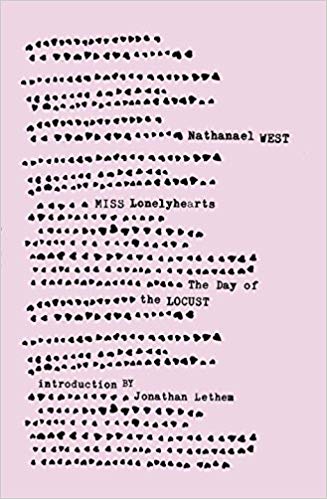 Nathanael WEST
MISS Lonelyhearts
The Day of
the LOCUST
introduction BY
Jonathan Lethem